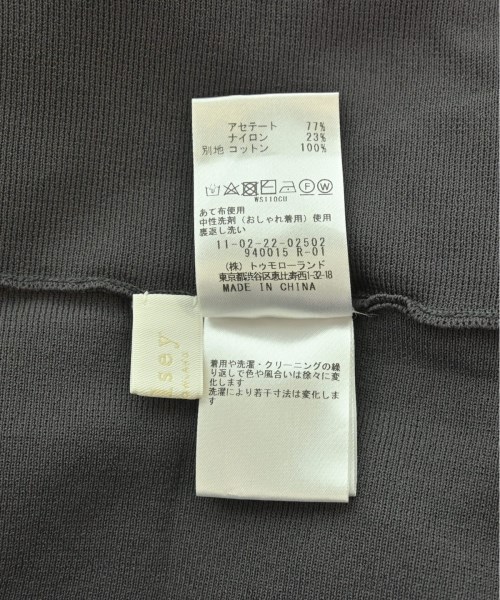 アセテート 77%
ナイロン 23%
別地 コットン 100%
WS110CU
あて布使用
中性洗剤（おしゃれ着用）使用
裏返し洗い
11-02-22-02502
940015 R-01
(株) トゥモローランド
東京都渋谷区恵比寿西1-32-18
MADE IN CHINA
着用や洗濯・クリーニングの繰
り返しで色や風合いは徐々に変
化します
洗濯により若干寸法は変化しま
す